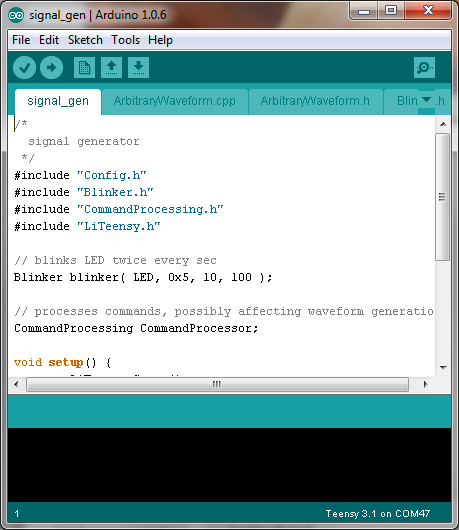 signal_gen | Arduino 1.0.6
File Edit Sketch Tools Help
signal_gen ArbitraryWaveform.cpp ArbitraryWaveform.h Blin .h
/*
signal generator
*/
#include "Config.h"
#include "Blinker.h"
#include "CommandProcessing.h"
#include "LiTeensy.h"
// blinks LED twice every sec
Blinker blinker( LED, 0x5, 10, 100 );
// processes commands, possibly affecting waveform generatio
CommandProcessing CommandProcessor;
void setup() {
1 Teensy 3.1 on COM47